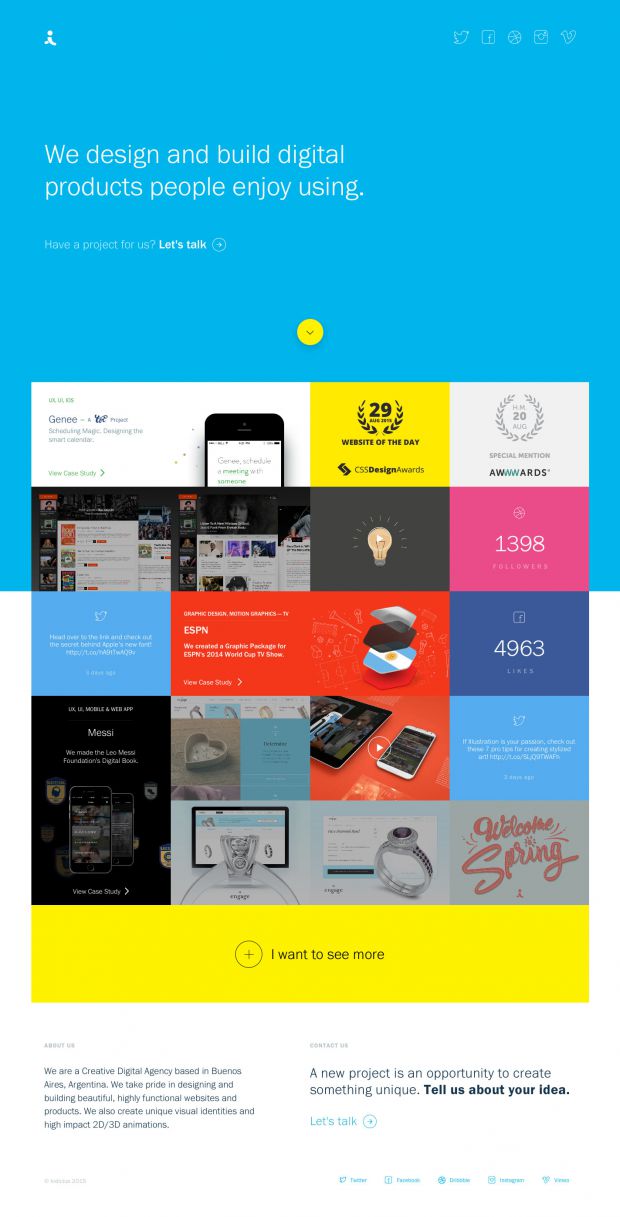 We design and build digital
products people enjoy using.
Have a project for us? Let's talk
UX, UI, IOS
Genee — A Project
Scheduling Magic. Designing the
smart calendar.
View Case Study
Genee, schedule
a meeting with
someone
29
AUG 2015
WEBSITE OF THE DAY
CSSDesignAwards
H.M.
20
AUG
SPECIAL MENTION
AWWWARDS
1398
FOLLOWERS
Head over to the link and check out
the secret behind Apple's new font!
3 days ago
GRAPHIC DESIGN, MOTION GRAPHICS — TV
ESPN
We created a Graphic Package for
ESPN's 2014 World Cup TV Show.
View Case Study
4963
LIKES
UX, UI, MOBILE & WEB APP
Messi
We made the Leo Messi
Foundation's Digital Book.
View Case Study
Determine
If Illustration is your passion, check out
these 7 pro tips for creating stylized
art!
3 days ago
engage
engage
Welcome
Spring
I want to see more
ABOUT US
We are a Creative Digital Agency based in Buenos
Aires, Argentina. We take pride in designing and
building beautiful, highly functional websites and
products. We also create unique visual identities and
high impact 2D/3D animations.
CONTACT US
A new project is an opportunity to create
something unique. Tell us about your idea.
Let's talk
2015
Twitter
Facebook
Dribbble
Instagram
Vimeo